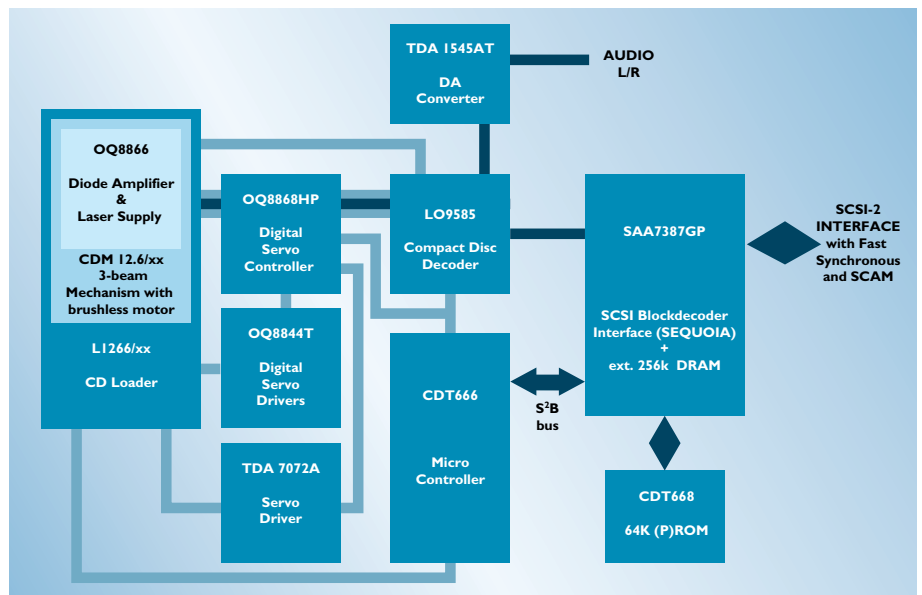 TDA 1545AT
DA
Converter
AUDIO
L/R
OQ8866
Diode Amplifier
&
Laser Supply
CDM 12.6/xx
3-beam
Mechanism with
brushless motor
L1266/xx
CD Loader
OQ8868HP
Digital
Servo
Controller
OQ8844T
Digital
Servo
Drivers
TDA 7072A
Servo
Driver
LO9585
Compact Disc
Decoder
CDT666
Micro
Controller
S²B
bus
SAA7387GP
SCSI Blockdecoder
Interface (SEQUOIA)
+
ext. 256k DRAM
CDT668
64K (P)ROM
SCSI-2
INTERFACE
with Fast
Synchronous
and SCAM